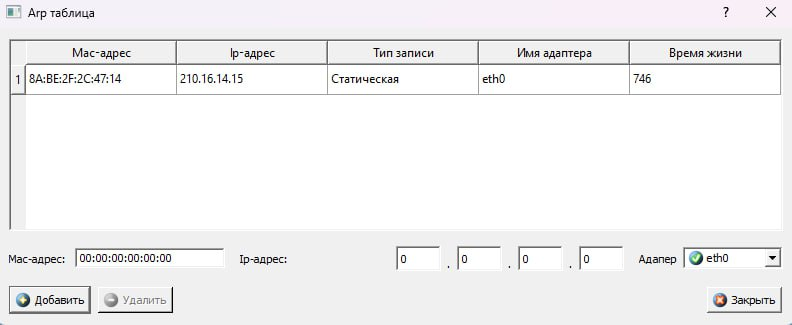 Arp таблица
Mac-адрес Ip-адрес Тип записи Имя адаптера Время жизни
1 8A:BE:2F:2C:47:14 210.16.14.15 Статическая eth0 746
Mac-адрес: 00:00:00:00:00:00 Ip-адрес: 0 . 0 . 0 . 0 Адапер eth0
Добавить Удалить Закрыть